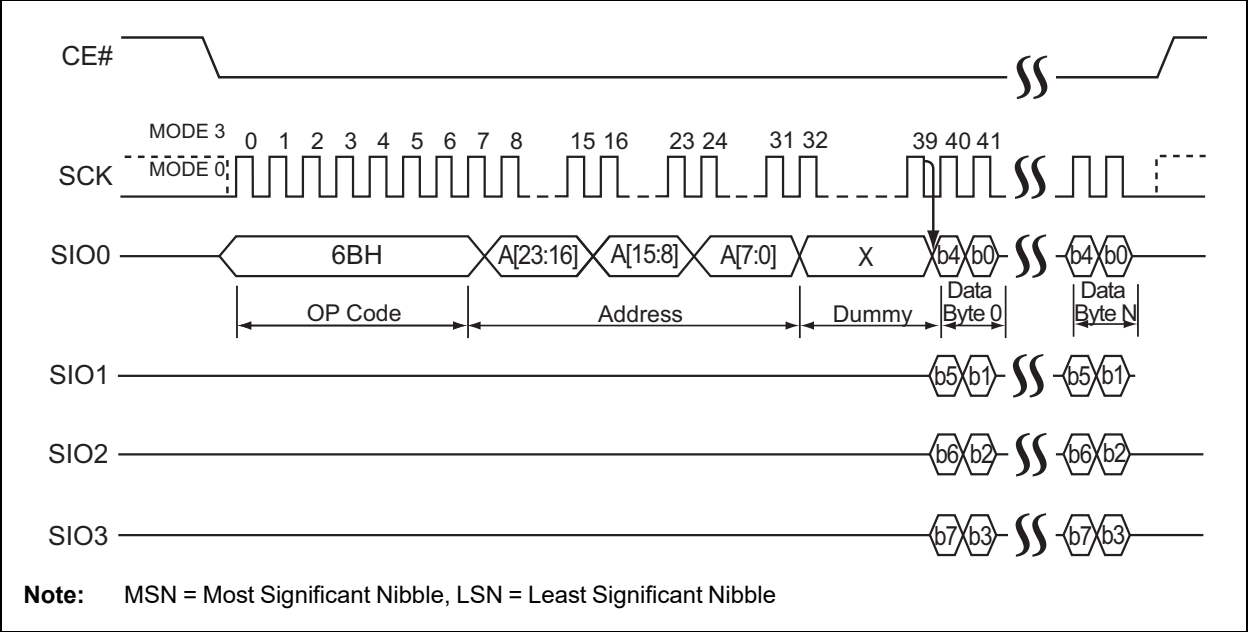 CE#
MODE 3
0 1 2 3 4 5 6 7 8 15 16 23 24 31 32 39 40 41
SCK MODE 0
SIO0 6BH A[23:16] A[15:8] A[7:0] X b4 b0 b4 b0
OP Code Address Dummy Data Byte 0 Data Byte N
SIO1 b5 b1 b5 b1
SIO2 b6 b2 b6 b2
SIO3 b7 b3 b7 b3
Note: MSN = Most Significant Nibble, LSN = Least Significant Nibble